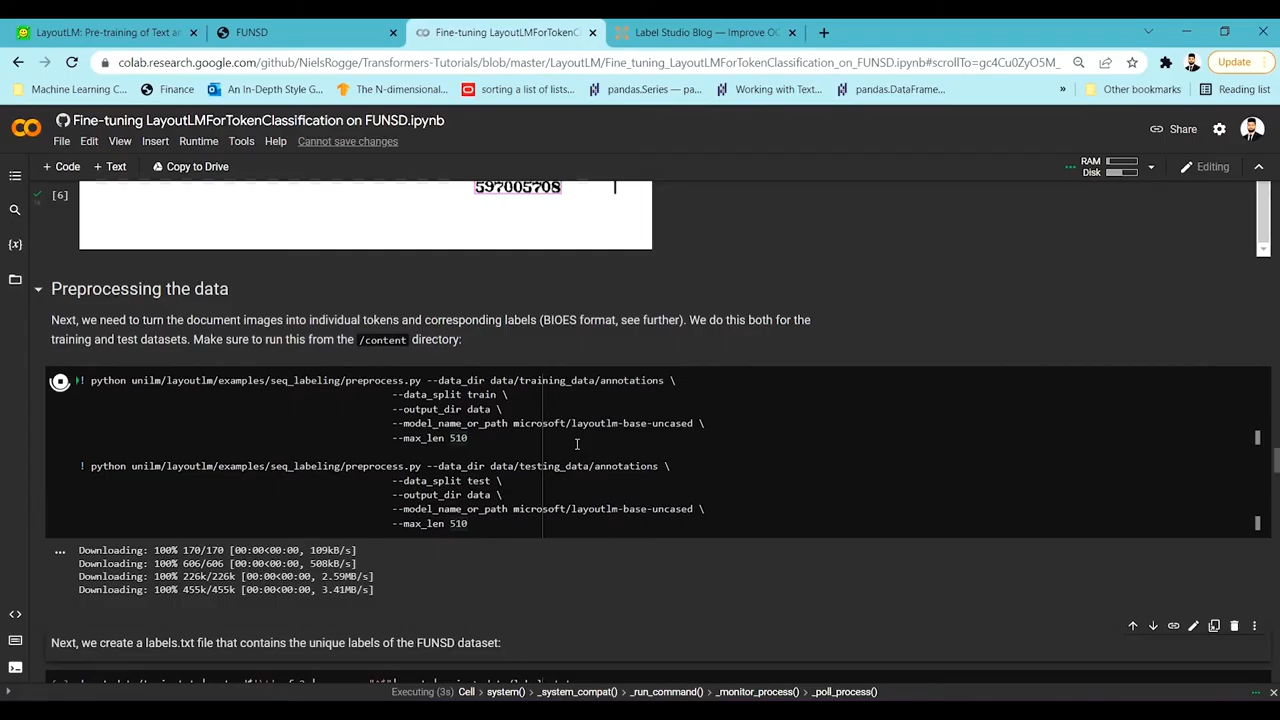 LayoutLM: Pre-training of Text a
FUNSD
Fine-tuning LayoutLMForTokenCl
Label Studio Blog — Improve OC
colab.research.google.com/github/NielsRogge/Transformers-Tutorials/blob/master/LayoutLM/Fine_tuning_LayoutLMForTokenClassification_on_FUNSD.ipynb#scrollTo=gc4Cu0ZyO5M_
Update
Machine Learning C...
Finance
An In-Depth Style G...
The N-dimensional...
sorting a list of lists...
pandas.Series — pa...
Working with Text...
pandas.DataFrame...
»
Other bookmarks
Reading list
Fine-tuning LayoutLMForTokenClassification on FUNSD.ipynb
File Edit View Insert Runtime Tools Help Cannot save changes
Share
+ Code + Text Copy to Drive
RAM
Disk
Editing
[6]
597005708
Preprocessing the data
Next, we need to turn the document images into individual tokens and corresponding labels (BIOES format, see further). We do this both for the
training and test datasets. Make sure to run this from the /content directory:
! python unilm/layoutlm/examples/seq_labeling/preprocess.py --data_dir data/training_data/annotations \
--data_split train \
--output_dir data \
--model_name_or_path microsoft/layoutlm-base-uncased \
--max_len 510
! python unilm/layoutlm/examples/seq_labeling/preprocess.py --data_dir data/testing_data/annotations \
--data_split test \
--output_dir data \
--model_name_or_path microsoft/layoutlm-base-uncased \
--max_len 510
Downloading: 100% 170/170 [00:00<00:00, 109kB/s]
Downloading: 100% 606/606 [00:00<00:00, 508kB/s]
Downloading: 100% 226k/226k [00:00<00:00, 2.59MB/s]
Downloading: 100% 455k/455k [00:00<00:00, 3.41MB/s]
Next, we create a labels.txt file that contains the unique labels of the FUNSD dataset:
Executing (3s) Cell > system() > _system_compat() > _run_command() > _monitor_process() > _poll_process()